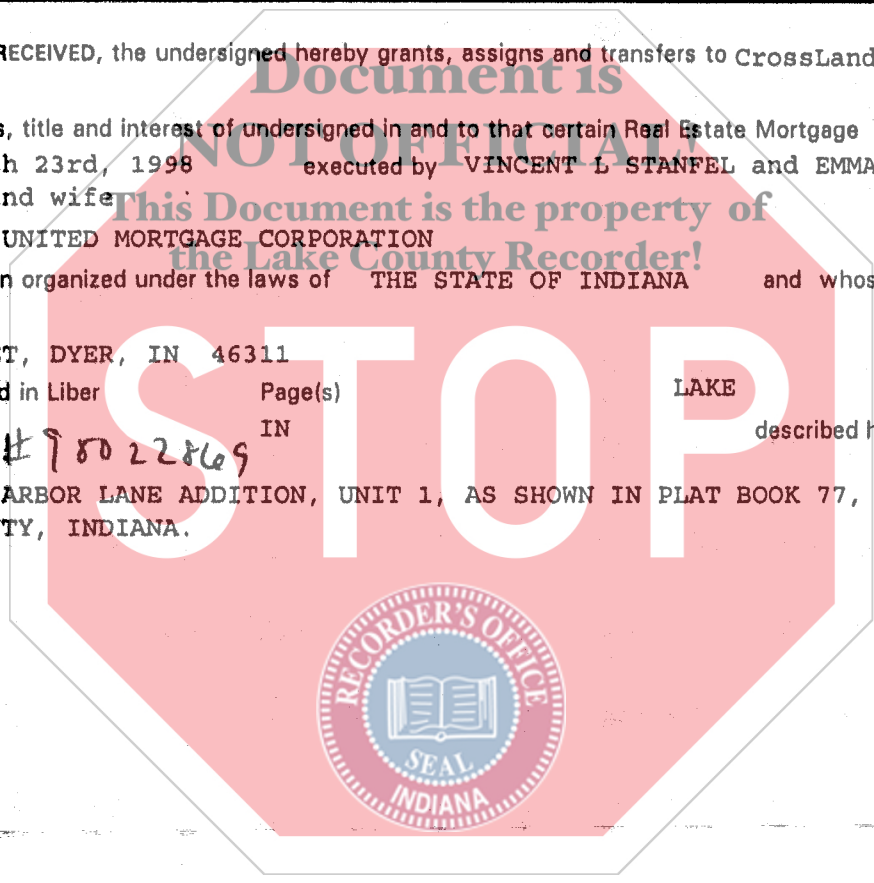 RECEIVED, the undersigned hereby grants, assigns and transfers to CrossLand
Document is
s, title and interest of undersigned in and to that certain Real Estate Mortgage
NOT OFFICIAL!
h 23rd, 1998 executed by VINCENT L STANFEL and EMMA
nd wife
This Document is the property of
UNITED MORTGAGE CORPORATION
the Lake County Recorder!
n organized under the laws of THE STATE OF INDIANA and whos
T, DYER, IN 46311
d in Liber Page(s) LAKE
IN described h
#98022869
ARBOR LANE ADDITION, UNIT 1, AS SHOWN IN PLAT BOOK 77,
TY, INDIANA.
STOP
RECORDER'S OFFICE
SEAL
INDIANA